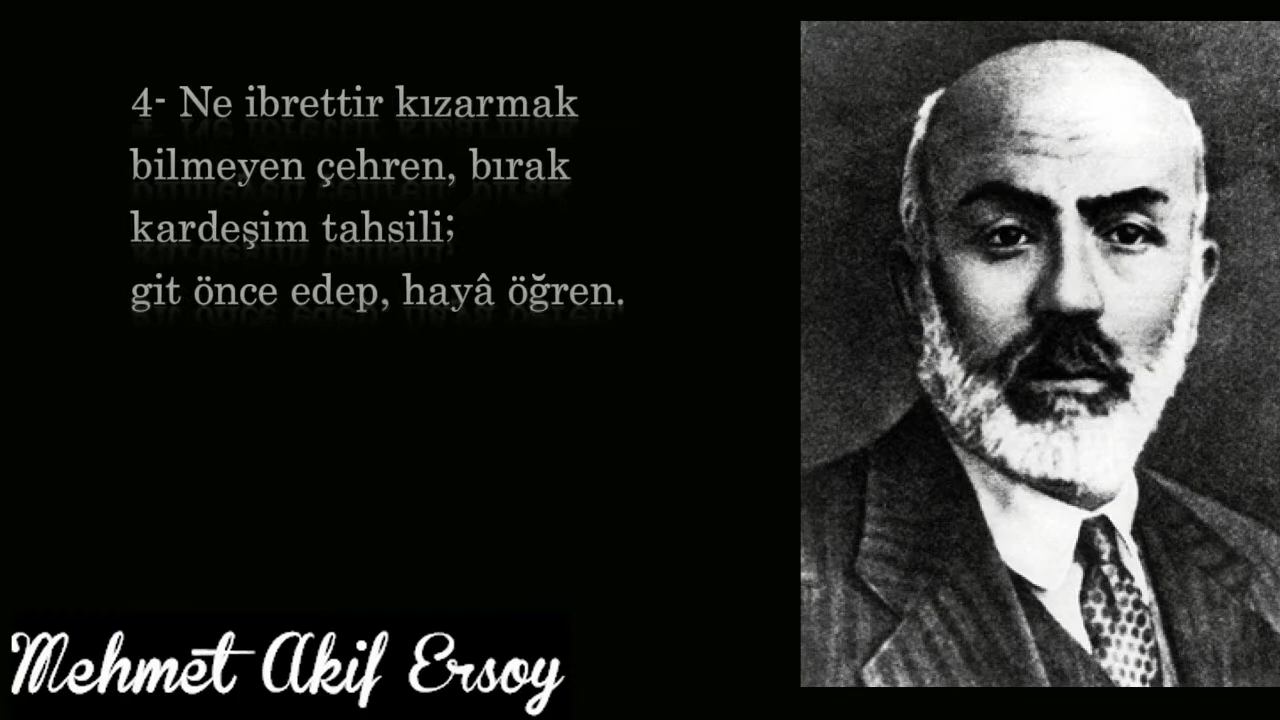 4- Ne ibrettir kızarmak
bilmeyen çehren, bırak
kardeşim tahsili;
git önce edep, hayâ öğren.
Mehmet Akif Ersoy